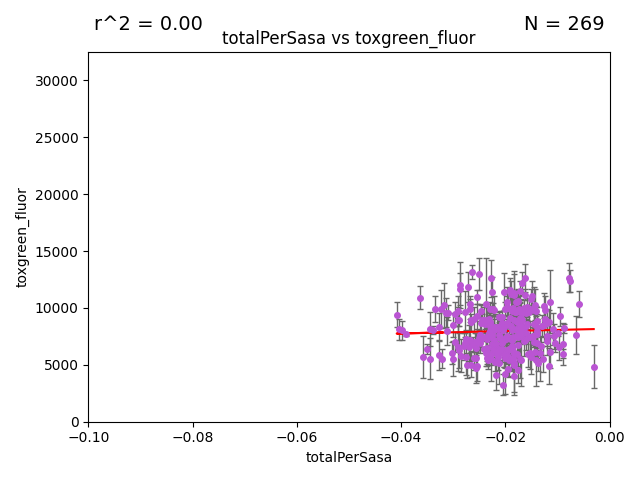 r^2 = 0.00
N = 269
totalPerSasa vs toxgreen_fluor
30000
25000
20000
15000
10000
5000
0
toxgreen_fluor
−0.10
−0.08
−0.06
−0.04
−0.02
0.00
totalPerSasa